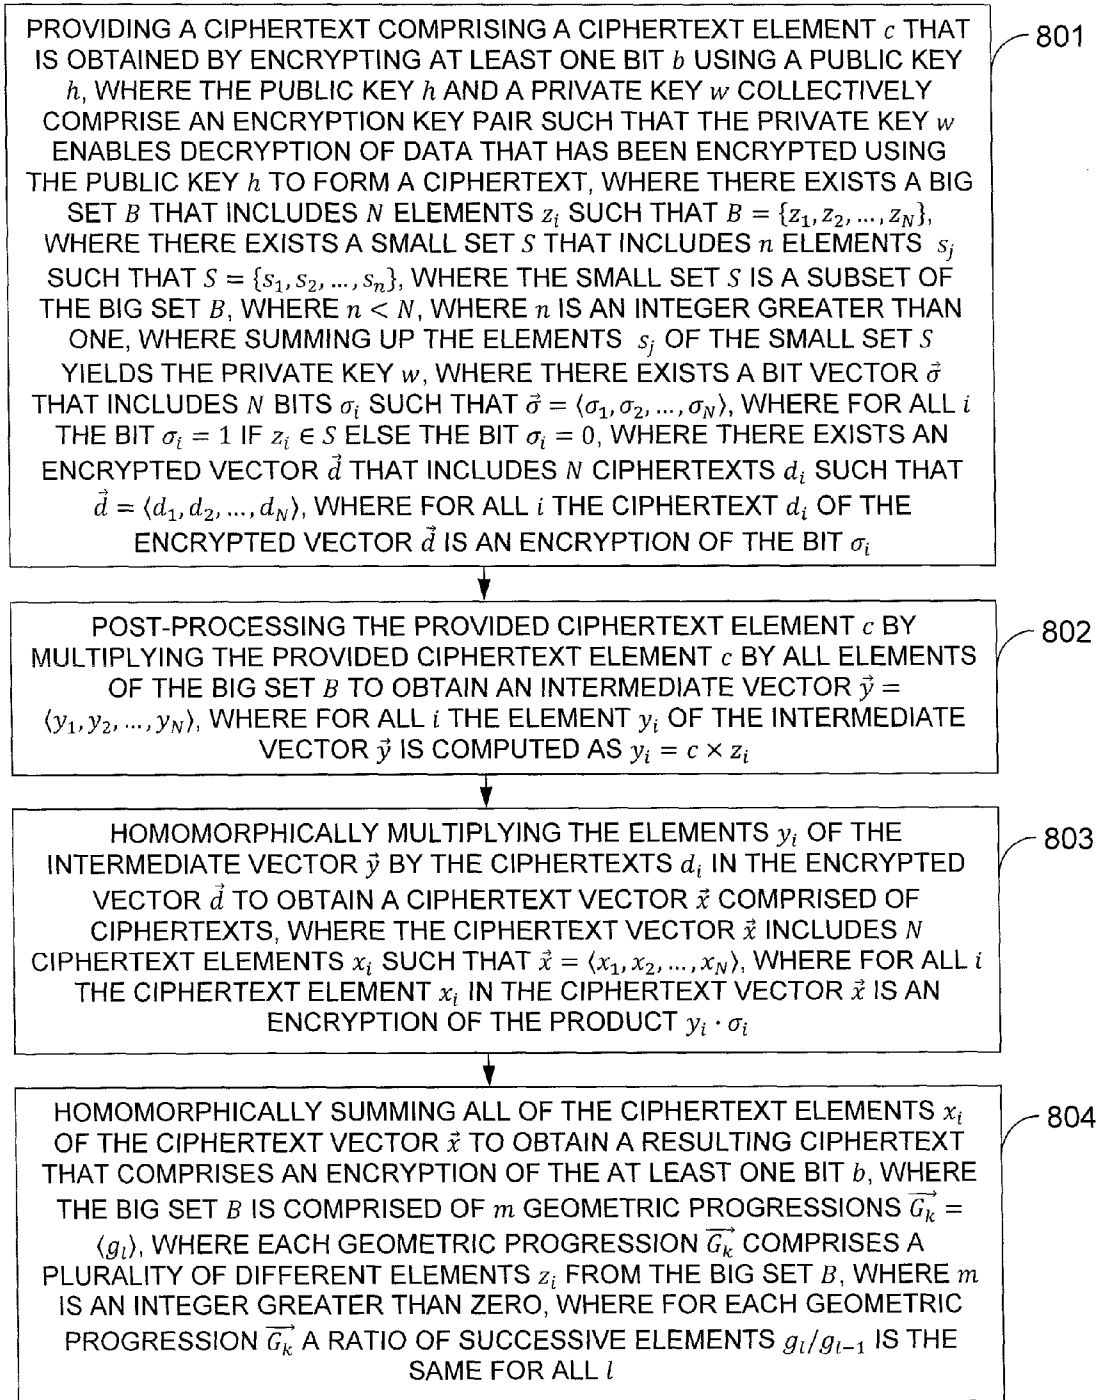 PROVIDING A CIPHERTEXT COMPRISING A CIPHERTEXT ELEMENT c THAT
IS OBTAINED BY ENCRYPTING AT LEAST ONE BIT b USING A PUBLIC KEY
h, WHERE THE PUBLIC KEY h AND A PRIVATE KEY w COLLECTIVELY
COMPRISE AN ENCRYPTION KEY PAIR SUCH THAT THE PRIVATE KEY w
ENABLES DECRYPTION OF DATA THAT HAS BEEN ENCRYPTED USING
THE PUBLIC KEY h TO FORM A CIPHERTEXT, WHERE THERE EXISTS A BIG
SET B THAT INCLUDES N ELEMENTS z_i SUCH THAT B = {z_1, z_2, ..., z_N},
WHERE THERE EXISTS A SMALL SET S THAT INCLUDES n ELEMENTS s_j
SUCH THAT S = {s_1, s_2, ..., s_n}, WHERE THE SMALL SET S IS A SUBSET OF
THE BIG SET B, WHERE n < N, WHERE n IS AN INTEGER GREATER THAN
ONE, WHERE SUMMING UP THE ELEMENTS s_j OF THE SMALL SET S
YIELDS THE PRIVATE KEY w, WHERE THERE EXISTS A BIT VECTOR σ⃗
THAT INCLUDES N BITS σ_i SUCH THAT σ⃗ = ⟨σ_1, σ_2, ..., σ_N⟩, WHERE FOR ALL i
THE BIT σ_i = 1 IF z_i ∈ S ELSE THE BIT σ_i = 0, WHERE THERE EXISTS AN
ENCRYPTED VECTOR d⃗ THAT INCLUDES N CIPHERTEXTS d_i SUCH THAT
d⃗ = ⟨d_1, d_2, ..., d_N⟩, WHERE FOR ALL i THE CIPHERTEXT d_i OF THE
ENCRYPTED VECTOR d⃗ IS AN ENCRYPTION OF THE BIT σ_i
801
POST-PROCESSING THE PROVIDED CIPHERTEXT ELEMENT c BY
MULTIPLYING THE PROVIDED CIPHERTEXT ELEMENT c BY ALL ELEMENTS
OF THE BIG SET B TO OBTAIN AN INTERMEDIATE VECTOR y⃗ =
⟨y_1, y_2, ..., y_N⟩, WHERE FOR ALL i THE ELEMENT y_i OF THE INTERMEDIATE
VECTOR y⃗ IS COMPUTED AS y_i = c × z_i
802
HOMOMORPHICALLY MULTIPLYING THE ELEMENTS y_i OF THE
INTERMEDIATE VECTOR y⃗ BY THE CIPHERTEXTS d_i IN THE ENCRYPTED
VECTOR d⃗ TO OBTAIN A CIPHERTEXT VECTOR x⃗ COMPRISED OF
CIPHERTEXTS, WHERE THE CIPHERTEXT VECTOR x⃗ INCLUDES N
CIPHERTEXT ELEMENTS x_i SUCH THAT x⃗ = ⟨x_1, x_2, ..., x_N⟩, WHERE FOR ALL i
THE CIPHERTEXT ELEMENT x_i IN THE CIPHERTEXT VECTOR x⃗ IS AN
ENCRYPTION OF THE PRODUCT y_i · σ_i
803
HOMOMORPHICALLY SUMMING ALL OF THE CIPHERTEXT ELEMENTS x_i
OF THE CIPHERTEXT VECTOR x⃗ TO OBTAIN A RESULTING CIPHERTEXT
THAT COMPRISES AN ENCRYPTION OF THE AT LEAST ONE BIT b, WHERE
THE BIG SET B IS COMPRISED OF m GEOMETRIC PROGRESSIONS G_k⃗ =
⟨g_l⟩, WHERE EACH GEOMETRIC PROGRESSION G_k⃗ COMPRISES A
PLURALITY OF DIFFERENT ELEMENTS z_i FROM THE BIG SET B, WHERE m
IS AN INTEGER GREATER THAN ZERO, WHERE FOR EACH GEOMETRIC
PROGRESSION G_k⃗ A RATIO OF SUCCESSIVE ELEMENTS g_l/g_{l-1} IS THE
SAME FOR ALL l
804